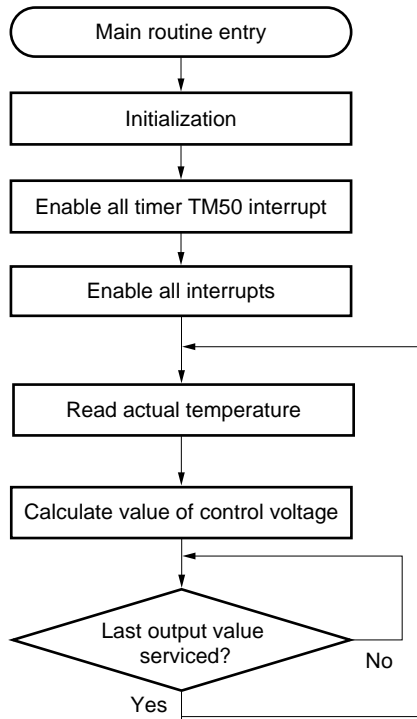 Main routine entry
Initialization
Enable all timer TM50 interrupt
Enable all interrupts
Read actual temperature
Calculate value of control voltage
Last output value
serviced?
No
Yes